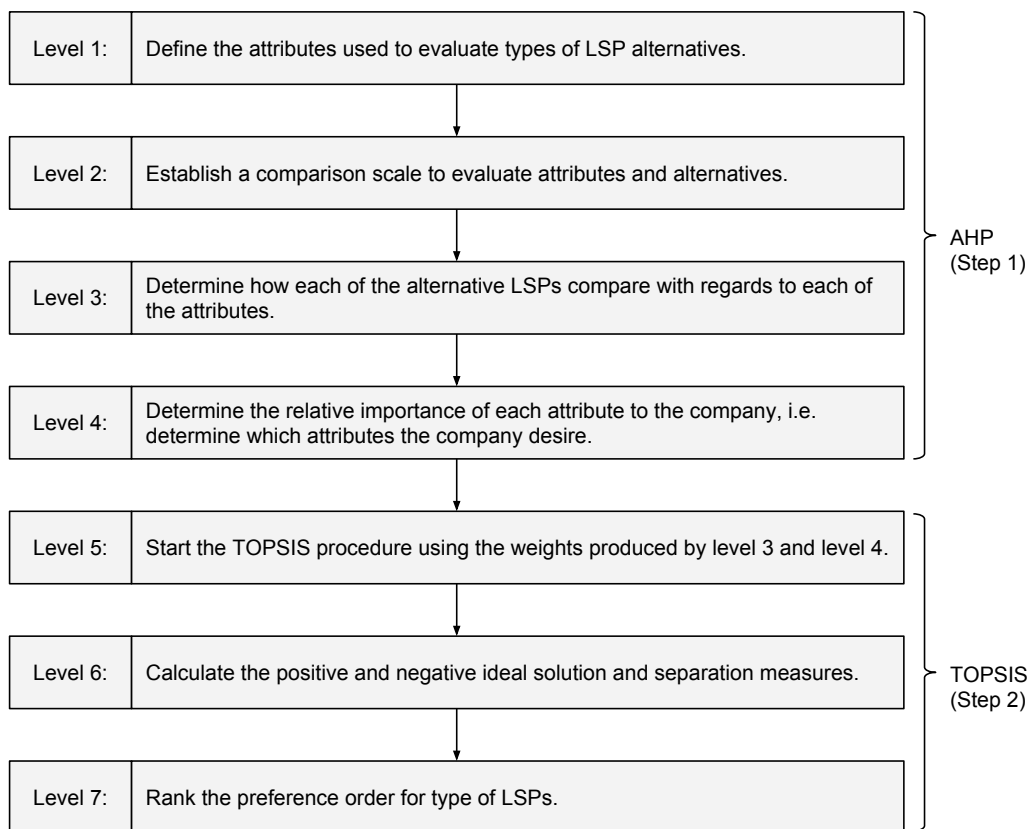 Level 1:
Define the attributes used to evaluate types of LSP alternatives.
Level 2:
Establish a comparison scale to evaluate attributes and alternatives.
AHP
(Step 1)
Level 3:
Determine how each of the alternative LSPs compare with regards to each of
the attributes.
Level 4:
Determine the relative importance of each attribute to the company, i.e.
determine which attributes the company desire.
Level 5:
Start the TOPSIS procedure using the weights produced by level 3 and level 4.
Level 6:
Calculate the positive and negative ideal solution and separation measures.
TOPSIS
(Step 2)
Level 7:
Rank the preference order for type of LSPs.